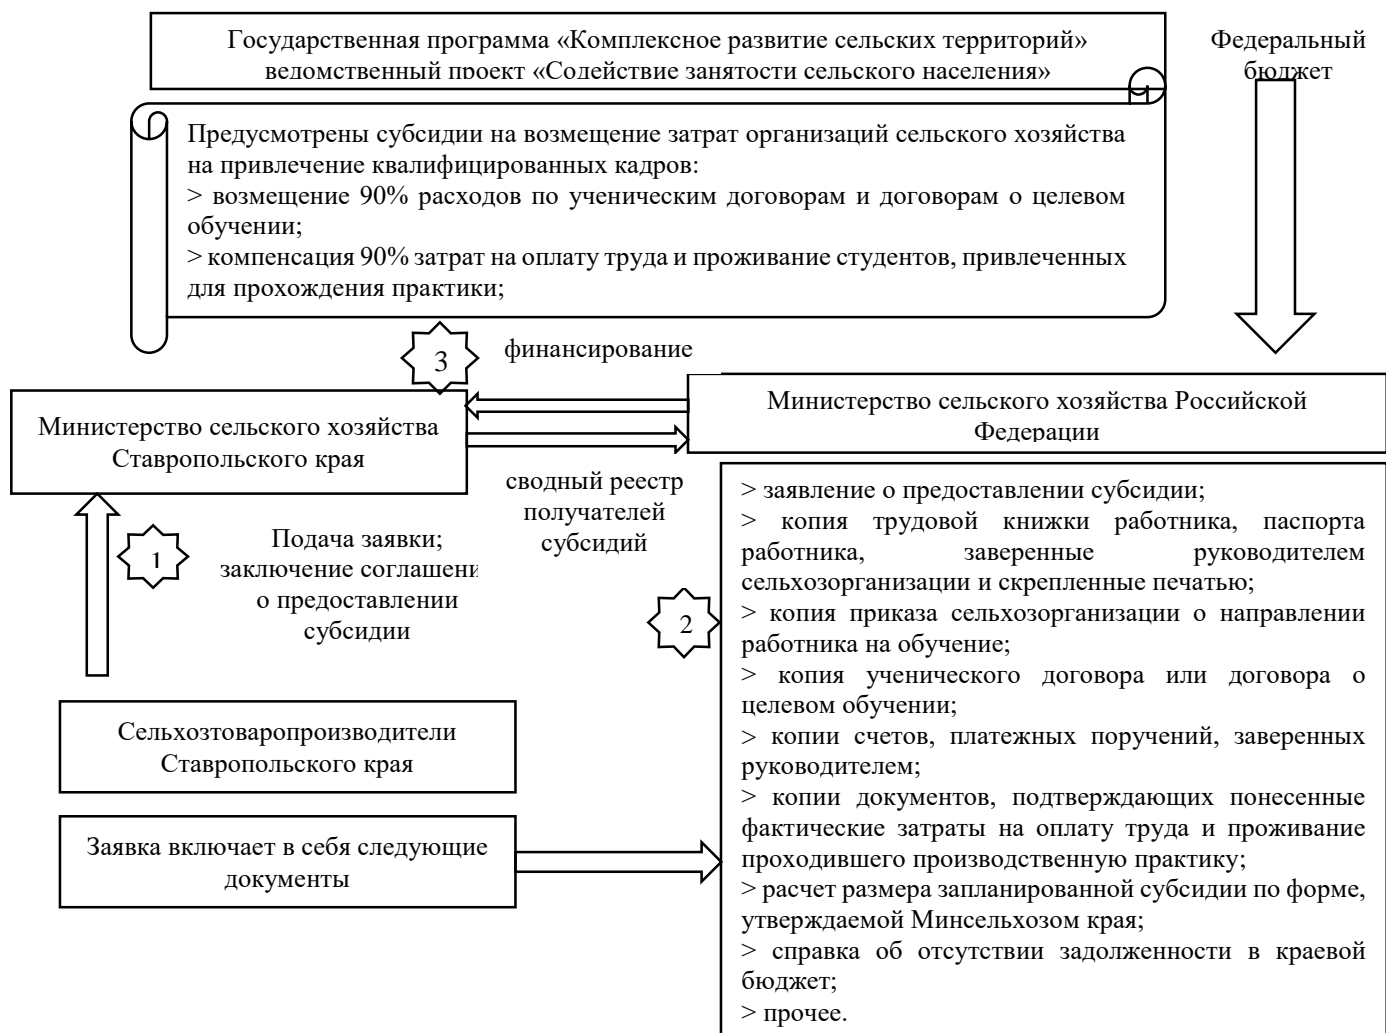 Государственная программа «Комплексное развитие сельских территорий»
ведомственный проект «Содействие занятости сельского населения»
Федеральный
бюджет
Предусмотрены субсидии на возмещение затрат организаций сельского хозяйства
на привлечение квалифицированных кадров:
> возмещение 90% расходов по ученическим договорам и договорам о целевом
обучении;
> компенсация 90% затрат на оплату труда и проживание студентов, привлеченных
для прохождения практики;
3
финансирование
Министерство сельского хозяйства
Ставропольского края
Министерство сельского хозяйства Российской
Федерации
сводный реестр
получателей
субсидий
1
Подача заявки;
заключение соглашени
о предоставлении
субсидии
2
> заявление о предоставлении субсидии;
> копия трудовой книжки работника, паспорта
работника, заверенные руководителем
сельхозорганизации и скрепленные печатью;
> копия приказа сельхозорганизации о направлении
работника на обучение;
> копия ученического договора или договора о
целевом обучении;
> копии счетов, платежных поручений, заверенных
руководителем;
> копии документов, подтверждающих понесенные
фактические затраты на оплату труда и проживание
проходившего производственную практику;
> расчет размера запланированной субсидии по форме,
утверждаемой Минсельхозом края;
> справка об отсутствии задолженности в краевой
бюджет;
> прочее.
Сельхозтоваропроизводители
Ставропольского края
Заявка включает в себя следующие
документы